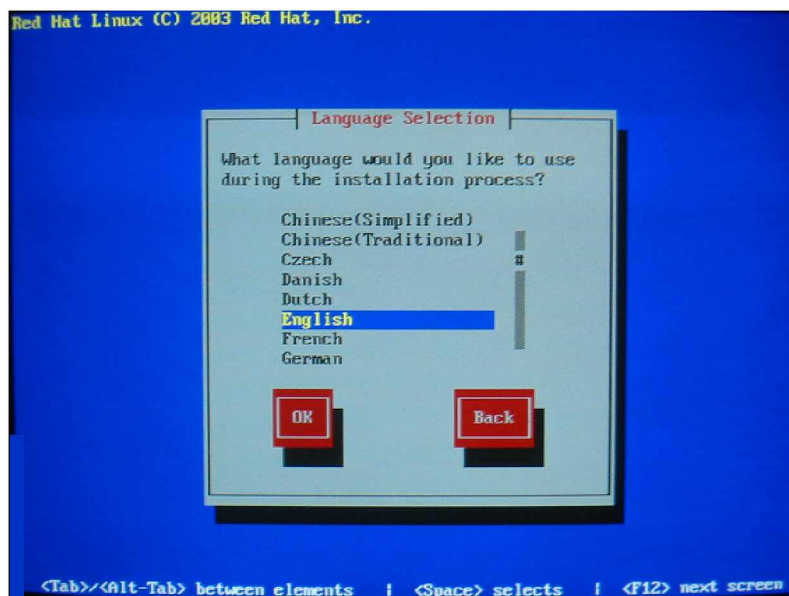 Red Hat Linux (C) 2003 Red Hat, Inc.
Language Selection
What language would you like to use
during the installation process?
Chinese(Simplified)
Chinese(Traditional)
Czech
#
Danish
Dutch
English
French
German
OK
Back
<Tab>/<Alt-Tab> between elements | <Space> selects | <F12> next screen